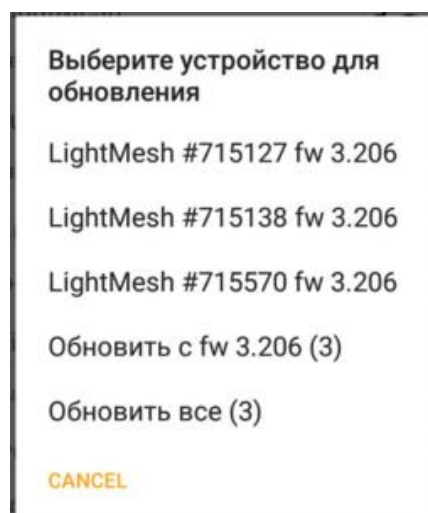 Выберите устройство для
обновления
LightMesh #715127 fw 3.206
LightMesh #715138 fw 3.206
LightMesh #715570 fw 3.206
Обновить с fw 3.206 (3)
Обновить все (3)
CANCEL